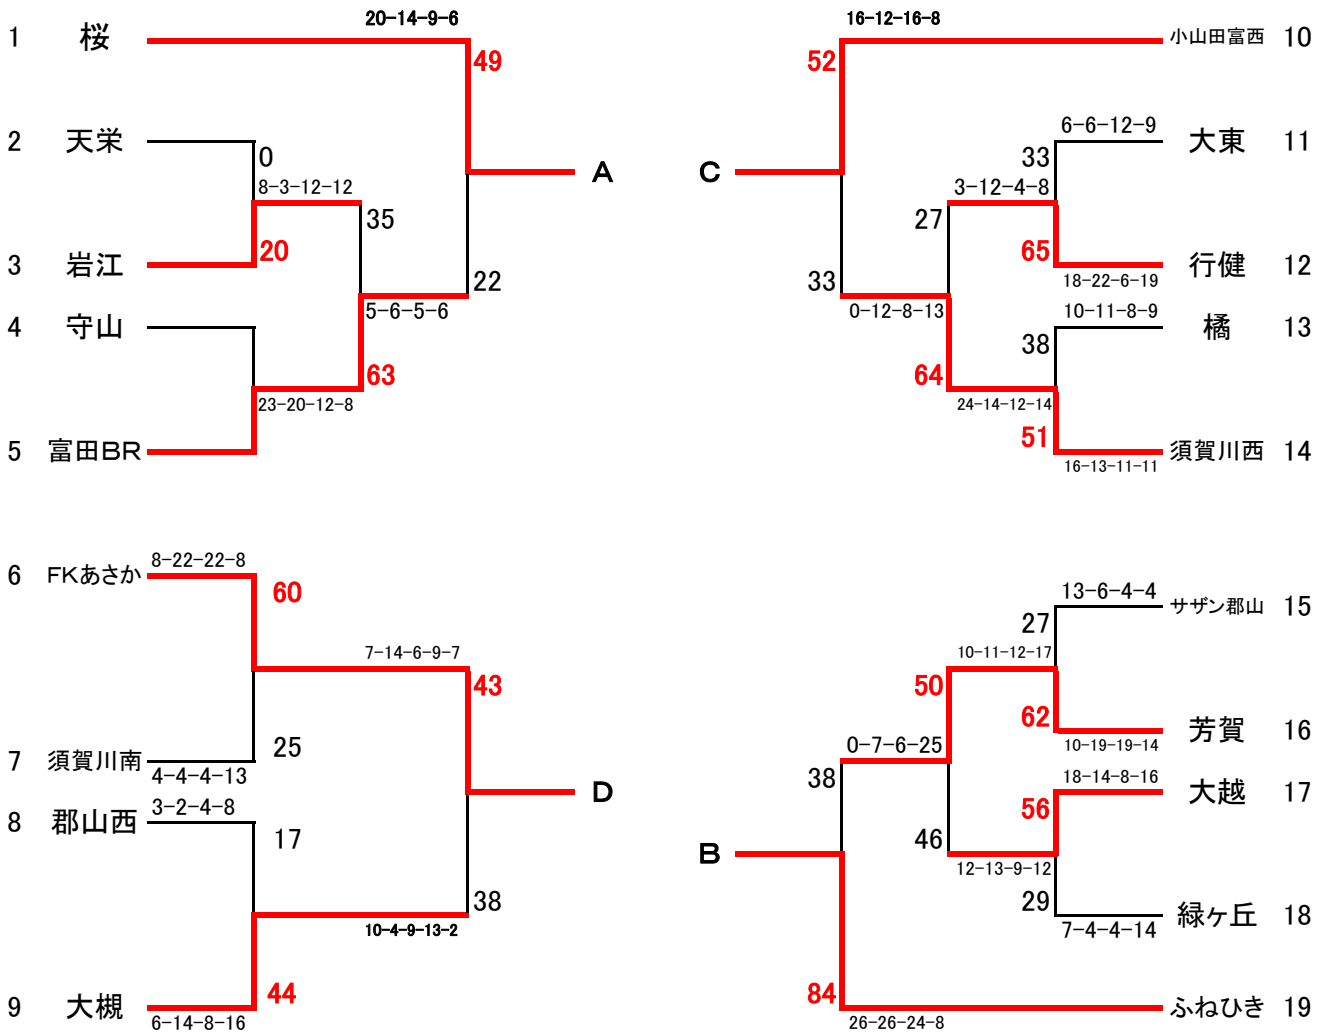 20-14-9-6
1 桜
49
2 天栄
0
8-3-12-12
35
A
3 岩江
20
22
5-6-5-6
4 守山
63
23-20-12-8
5 富田BR
8-22-22-8
6 FKあさか
60
7-14-6-9-7
43
25
7 須賀川南
4-4-4-13
D
3-2-4-8
8 郡山西
17
38
10-4-9-13-2
44
9 大槻
6-14-8-16
16-12-16-8
小山田富西 10
52
6-6-12-9
大東 11
33
C
3-12-4-8
27
65
行健 12
18-22-6-19
33
0-12-8-13
10-11-8-9
橘 13
38
64
24-14-12-14
51
須賀川西 14
16-13-11-11
13-6-4-4
サザン郡山 15
27
10-11-12-17
50
62
芳賀 16
10-19-19-14
0-7-6-25
38
18-14-8-16
大越 17
56
46
B
12-13-9-12
29
緑ヶ丘 18
7-4-4-14
84
ふねひき 19
26-26-24-8